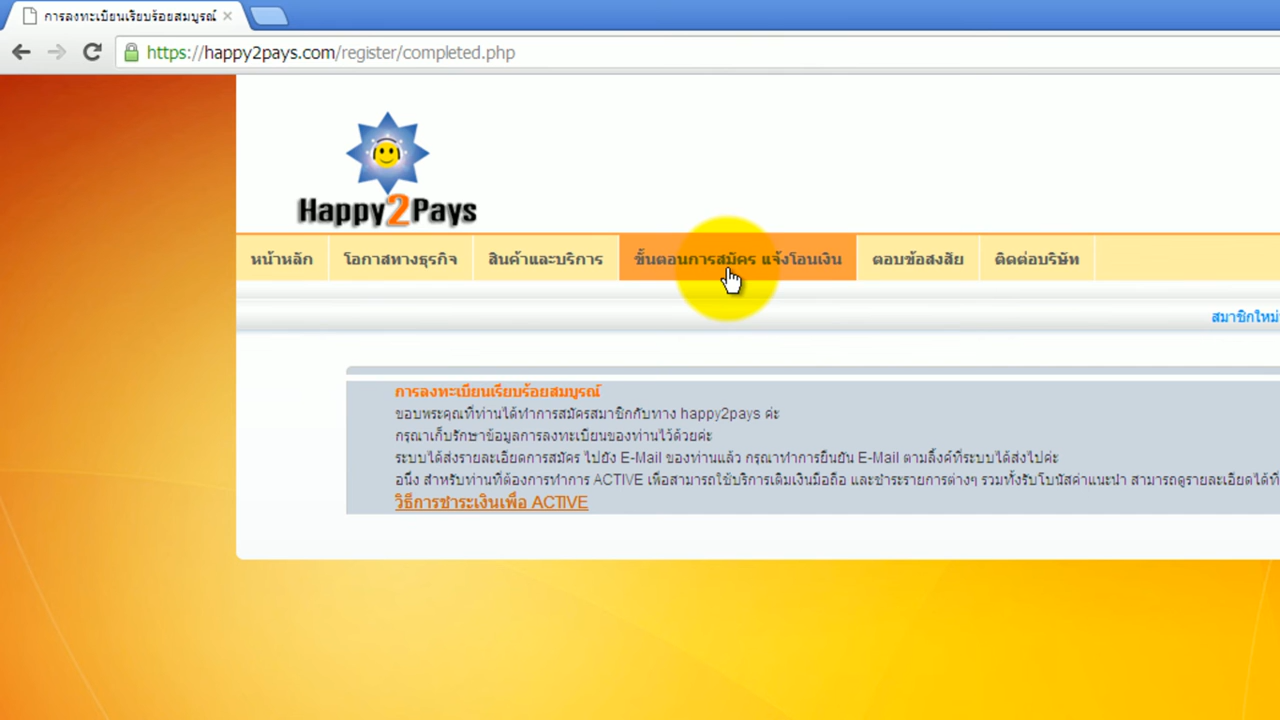 การลงทะเบียนเรียบร้อยสมบูรณ์
https://happy2pays.com/register/completed.php
Happy2Pays
หน้าหลัก โอกาสทางธุรกิจ สินค้าและบริการ ขั้นตอนการสมัคร แจ้งโอนเงิน ตอบข้อสงสัย ติดต่อบริษัท
สมาชิกใหม่
การลงทะเบียนเรียบร้อยสมบูรณ์
ขอบพระคุณที่ท่านได้ทำการสมัครสมาชิกกับทาง happy2pays ค่ะ
กรุณาเก็บรักษาข้อมูลการลงทะเบียนของท่านไว้ด้วยค่ะ
ระบบได้ส่งรายละเอียดการสมัคร ไปยัง E-Mail ของท่านแล้ว กรุณาทำการยืนยัน E-Mail ตามลิ้งค์ที่ระบบได้ส่งไปค่ะ
อนึ่ง สำหรับท่านที่ต้องการทำการ ACTIVE เพื่อสามารถใช้บริการเติมเงินมือถือ และชำระรายการต่างๆ รวมทั้งรับโบนัสค่าแนะนำ สามารถดูรายละเอียดได้ที่
วิธีการชำระเงินเพื่อ ACTIVE